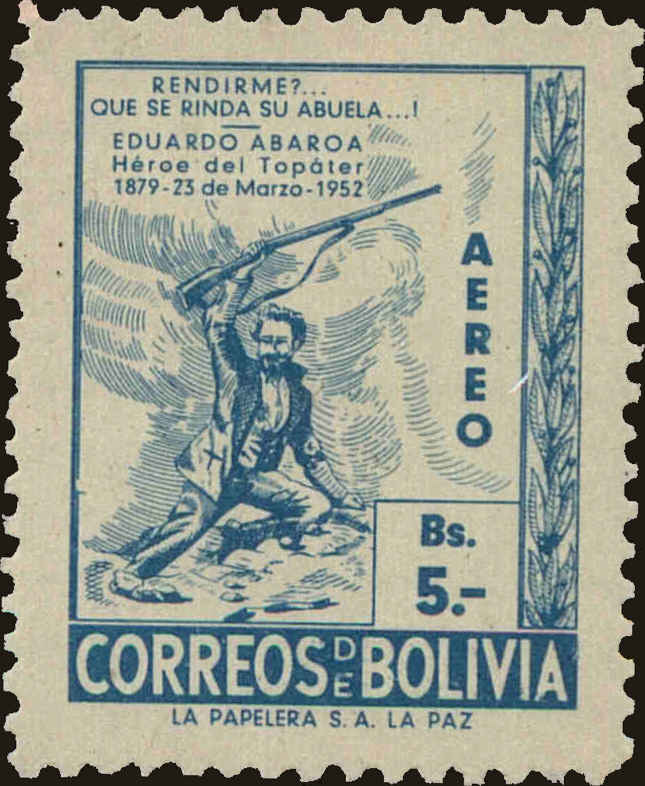 RENDIRME?...
QUE SE RINDA SU ABUELA...!
EDUARDO ABAROA
Héroe del Topáter
1879-23 de Marzo-1952
AEREO
Bs.
5.-
CORREOS DE BOLIVIA
LA PAPELERA S. A. LA PAZ